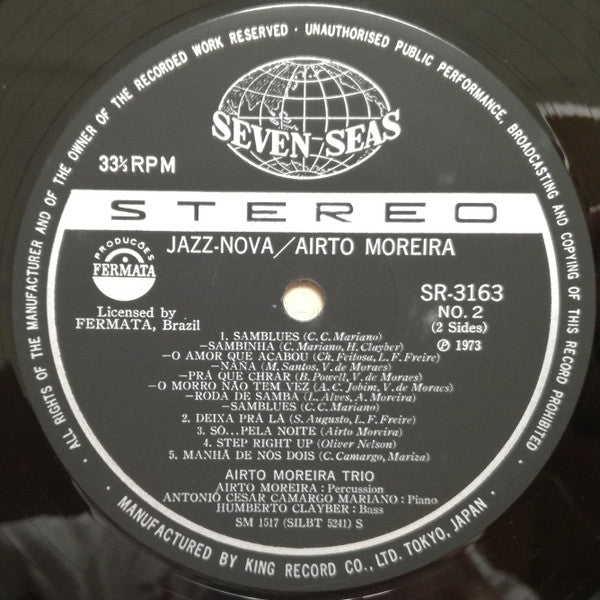 ALL RIGHTS OF THE MANUFACTURER AND OF THE OWNER OF THE RECORDED WORK RESERVED · UNAUTHORISED PUBLIC PERFORMANCE, BROADCASTING AND COPYING OF THIS RECORD PROHIBITED ·
SEVEN SEAS
33⅓ RPM
STEREO
JAZZ-NOVA/AIRTO MOREIRA
PRODUCOES
FERMATA
Licensed by
FERMATA, Brazil
SR-3163
NO. 2
(2 Sides)
℗ 1973
1. SAMBLUES (C. C. Mariano)
–SAMBINHA (C. Mariano, H. Clayber)
–O AMOR QUE ACABOU (Ch. Feitosa, L. F. Freire)
–NANÃ (M. Santos, V. de Moraes)
–PRÁ QUE CHRAR (B. Powell, V. de Moraes)
–O MORRO NÃO TEM VEZ (A. C. Jobim, V. de Moraes)
–RODA DE SAMBA (L. Alves, A. Moreira)
–SAMBLUES (C. C. Mariano)
2. DEIXA PRÁ LÁ (S. Augusto, L. F. Freire)
3. SÓ...PELA NOITE (Airto Moreira)
4. STEP RIGHT UP (Oliver Nelson)
5. MANHÃ DE NÓS DOIS (C. Camargo, Mariza)
AIRTO MOREIRA TRIO
AIRTO MOREIRA : Percussion
ANTONIO CESAR CAMARGO MARIANO : Piano
HUMBERTO CLAYBER : Bass
SM 1517 (SILBT 5241) S
MANUFACTURED BY KING RECORD CO., LTD. TOKYO, JAPAN ·